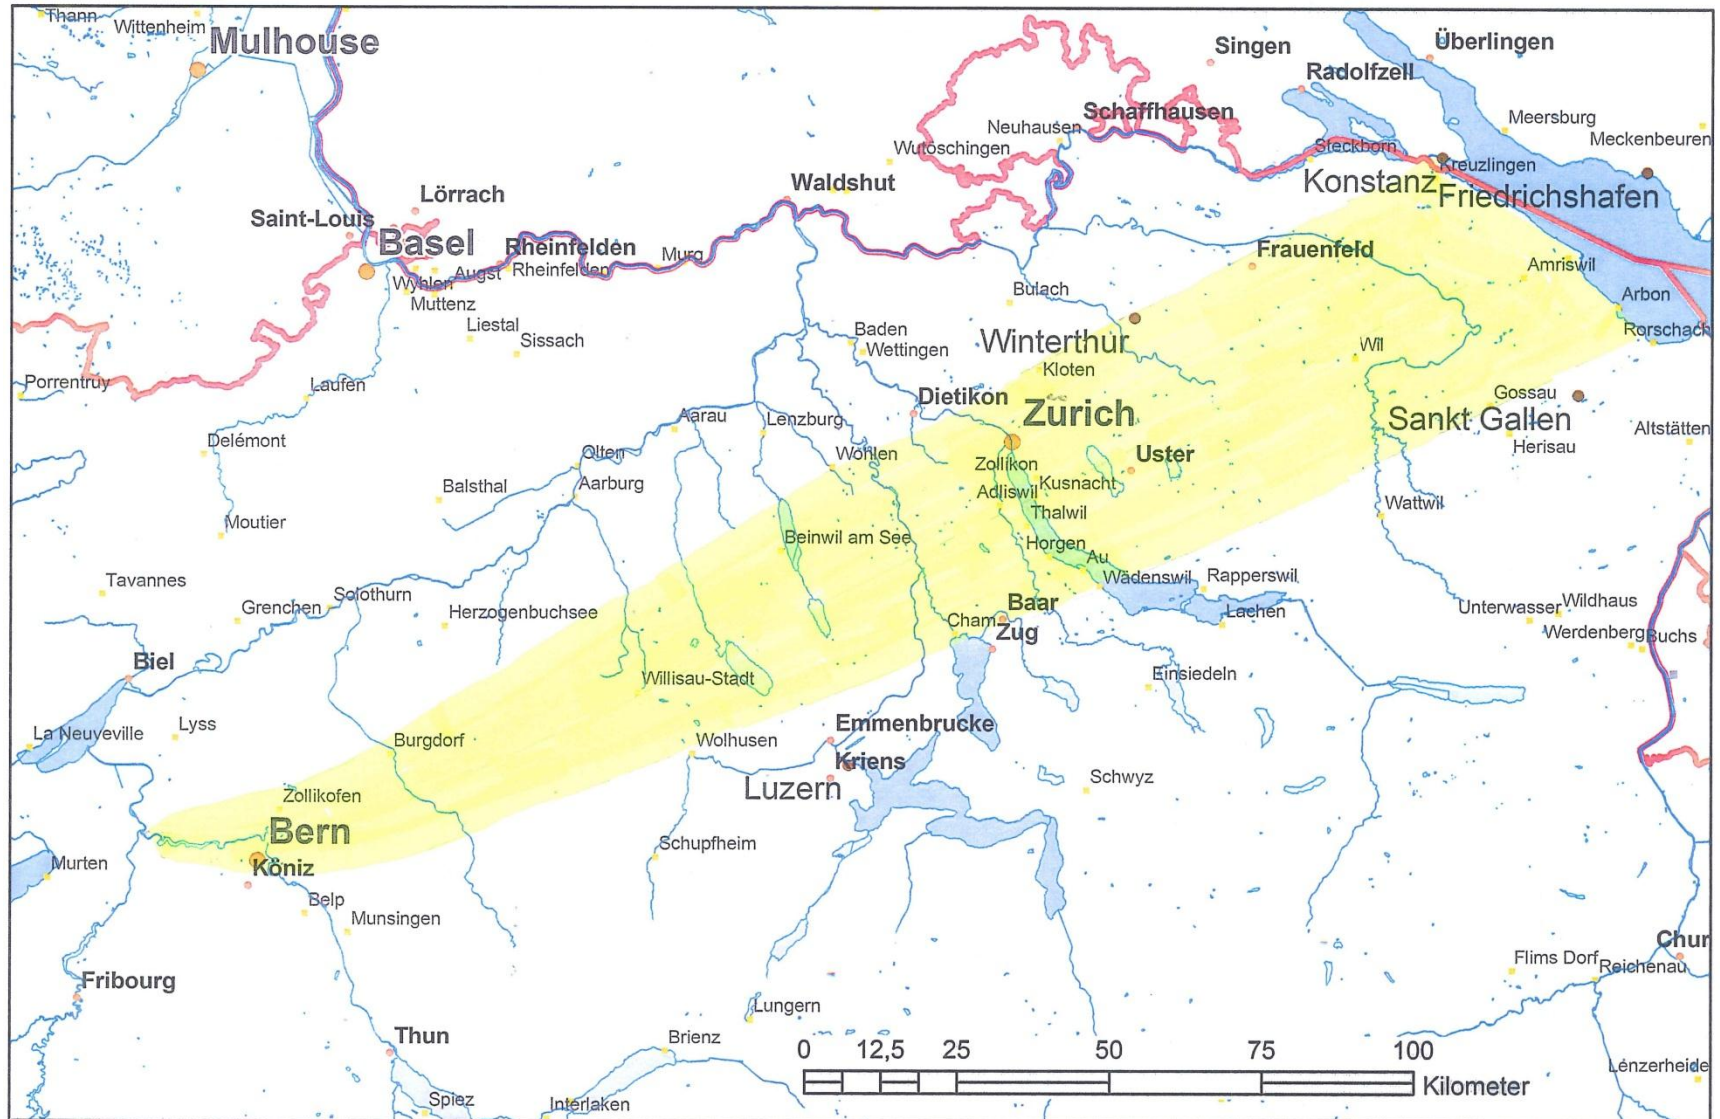 Thann
Wittenheim
Mulhouse
Singen
Überlingen
Radolfzell
Schaffhausen
Meersburg
Neuhausen
Meckenbeuren
Wutöschingen
Steckborn
Kreuzlingen
Konstanz
Friedrichshafen
Waldshut
Lörrach
Saint-Louis
Basel
Rheinfelden
Murg
Frauenfeld
Wyhlen
Augst
Rheinfelden
Amriswil
Muttenz
Bulach
Arbon
Liestal
Sissach
Baden
Wettingen
Winterthur
Rorschach
Wil
Kloten
Porrentruy
Laufen
Dietikon
Zurich
Gossau
Sankt Gallen
Aarau
Lenzburg
Altstätten
Delémont
Olten
Wohlen
Zollikon
Uster
Herisau
Balsthal
Aarburg
Adliswil
Kusnacht
Thalwil
Wattwil
Moutier
Beinwil am See
Horgen
Au
Tavannes
Wädenswil
Rapperswil
Grenchen
Solothurn
Herzogenbuchsee
Baar
Cham
Zug
Lachen
Unterwasser
Wildhaus
Werdenberg
Buchs
Biel
Willisau-Stadt
Einsiedeln
La Neuveville
Lyss
Burgdorf
Wolhusen
Emmenbrucke
Kriens
Luzern
Schwyz
Zollikofen
Bern
Köniz
Murten
Schupfheim
Belp
Munsingen
Chur
Flims Dorf
Reichenau
Fribourg
Lungern
Thun
Brienz
0 12,5 25 50 75 100
Kilometer
Lenzerheide
Spiez
Interlaken